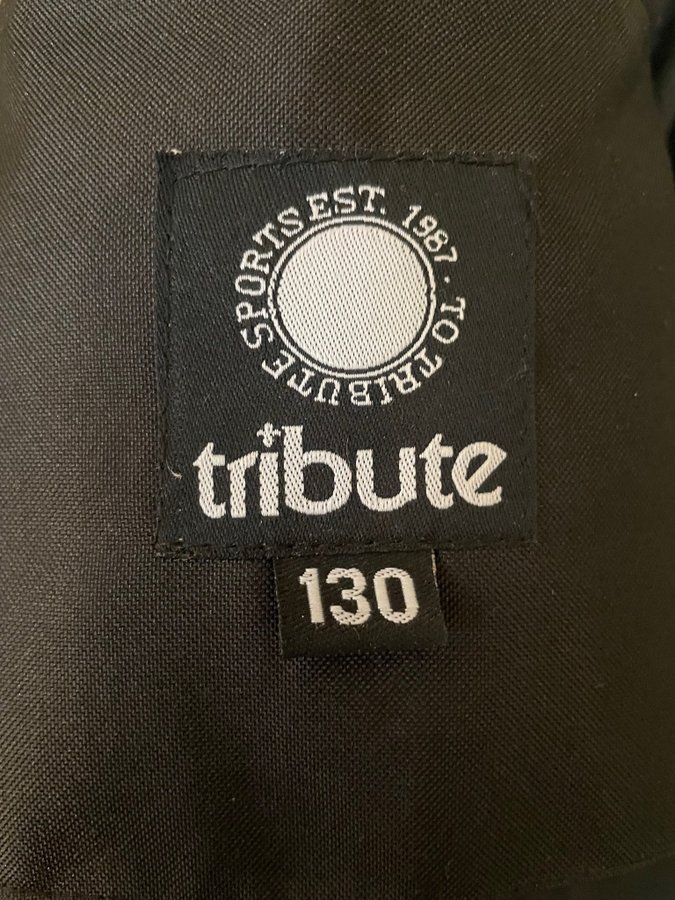 EST. 1987 · TO TRIBUTE SPORTS
tribute
130